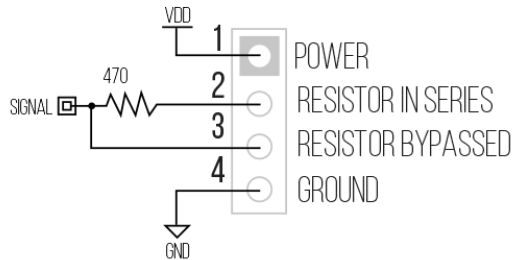 VDD
1 POWER
470
2 RESISTOR IN SERIES
SIGNAL
3 RESISTOR BYPASSED
4 GROUND
GND